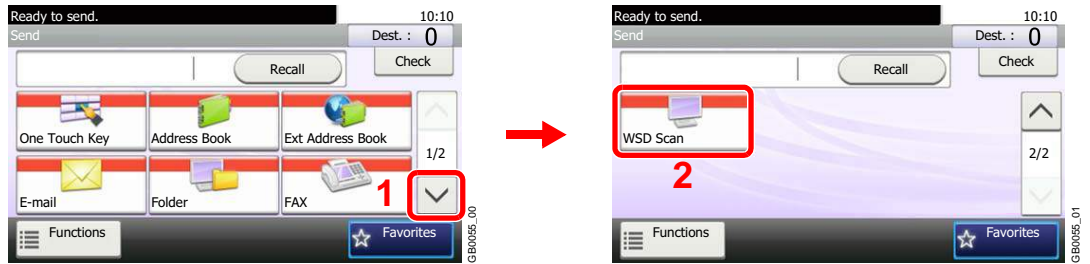 Ready to send. 10:10
Send Dest. : 0
Recall Check
One Touch Key Address Book Ext Address Book
1/2
E-mail Folder FAX 1
Functions Favorites
GB0055_00
Ready to send. 10:10
Send Dest. : 0
Recall Check
WSD Scan
2/2
2
Functions Favorites
GB0055_01